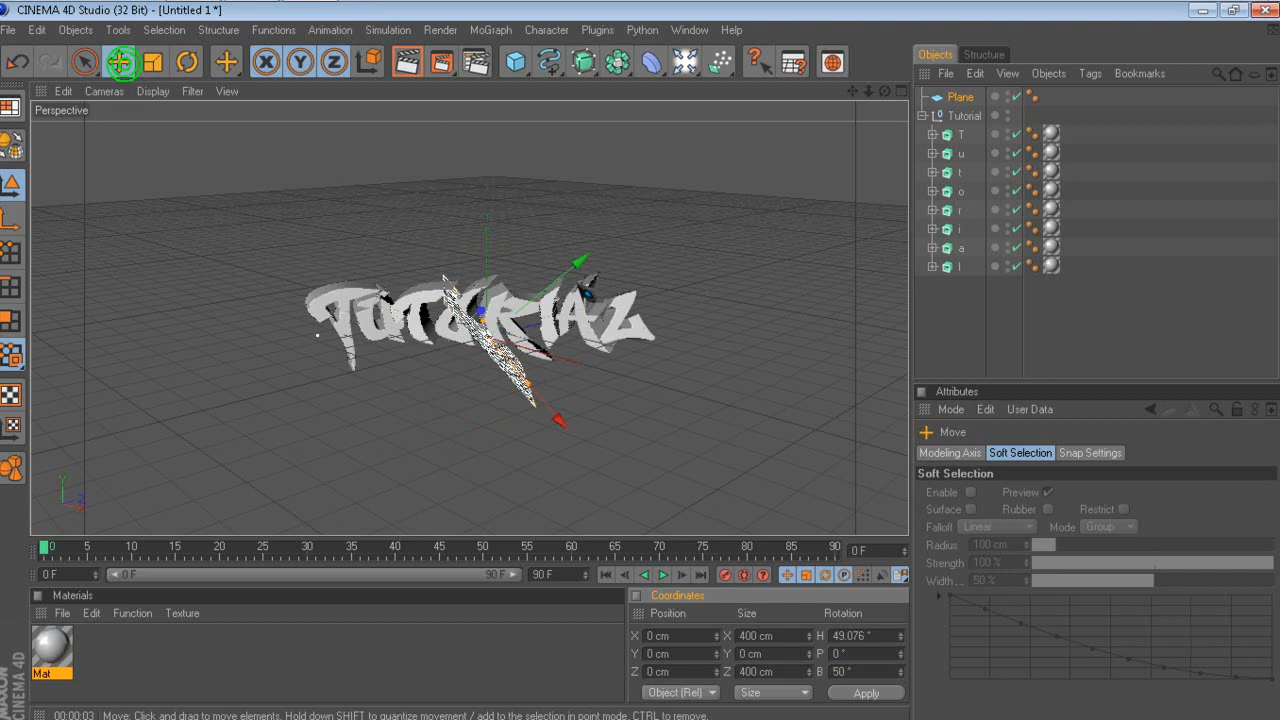 CINEMA 4D Studio (32 Bit) - [Untitled 1 *]
File Edit Objects Tools Selection Structure Functions Animation Simulation Render MoGraph Character Plugins Python Window Help
Edit Cameras Display Filter View
Perspective
TUTORIAL
Y
Z
X
Objects Structure
File Edit View Objects Tags Bookmarks
Plane
Tutorial
T
u
t
o
r
i
a
l
Attributes
Mode Edit User Data
Move
Modeling Axis Soft Selection Snap Settings
Soft Selection
Enable Preview
Surface Rubber Restrict
Falloff Linear Mode Group
Radius 100 cm
Strength 100 %
Width . . 50 %
0 5 10 15 20 25 30 35 40 45 50 55 60 65 70 75 80 85 90 0 F
0 F 0 F 90 F 90 F
Materials
File Edit Function Texture
Mat
Coordinates
Position Size Rotation
X 0 cm X 400 cm H 49.076 °
Y 0 cm Y 0 cm P 0 °
Z 0 cm Z 400 cm B 50 °
Object (Rel) Size Apply
MAXON CINEMA 4D
00:00:03 Move: Click and drag to move elements. Hold down SHIFT to quantize movement / add to the selection in point mode, CTRL to remove.